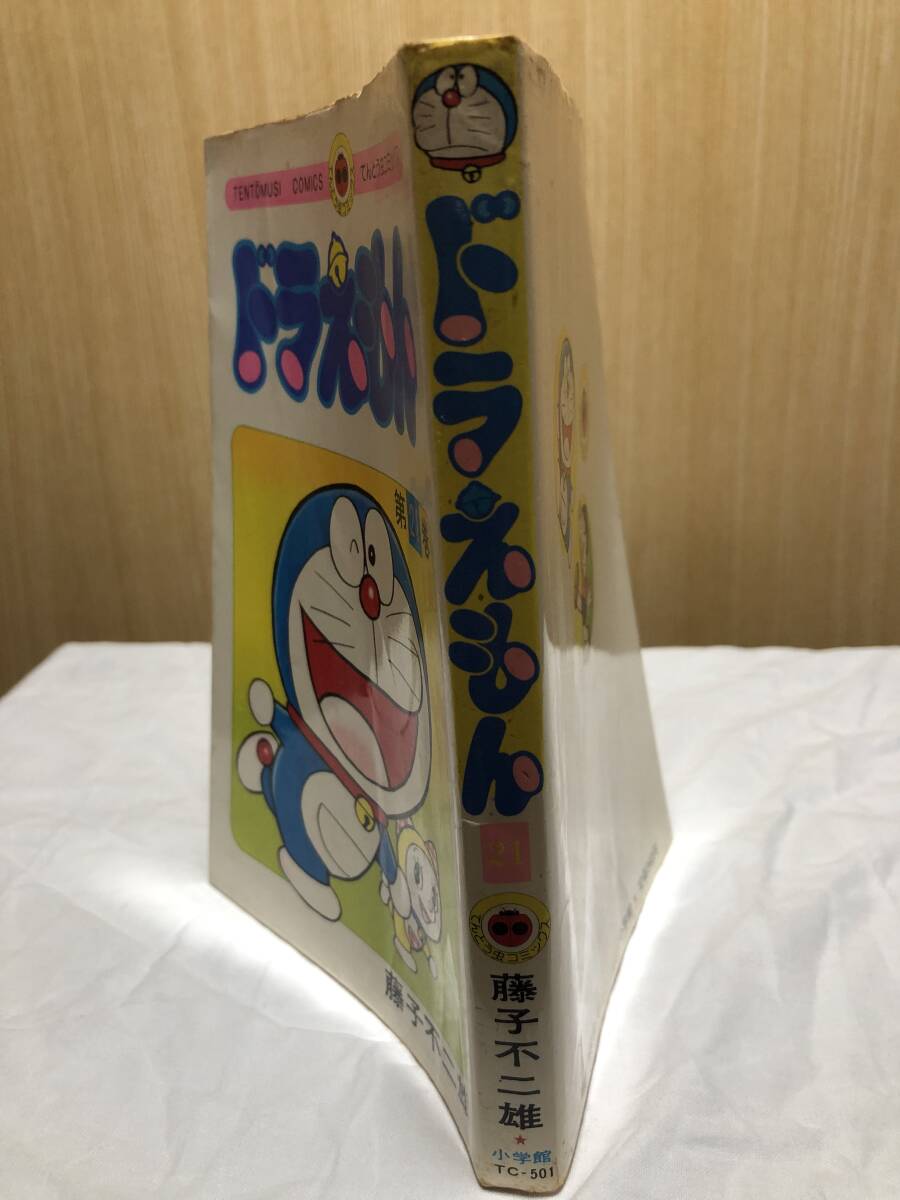 TENTŌMUSI COMICS
てんとう虫コミックス
ドラえもん
第21巻
藤子不二雄
ドラえもん
21
てんとう虫コミックス
藤子不二雄
小学館
TC-501